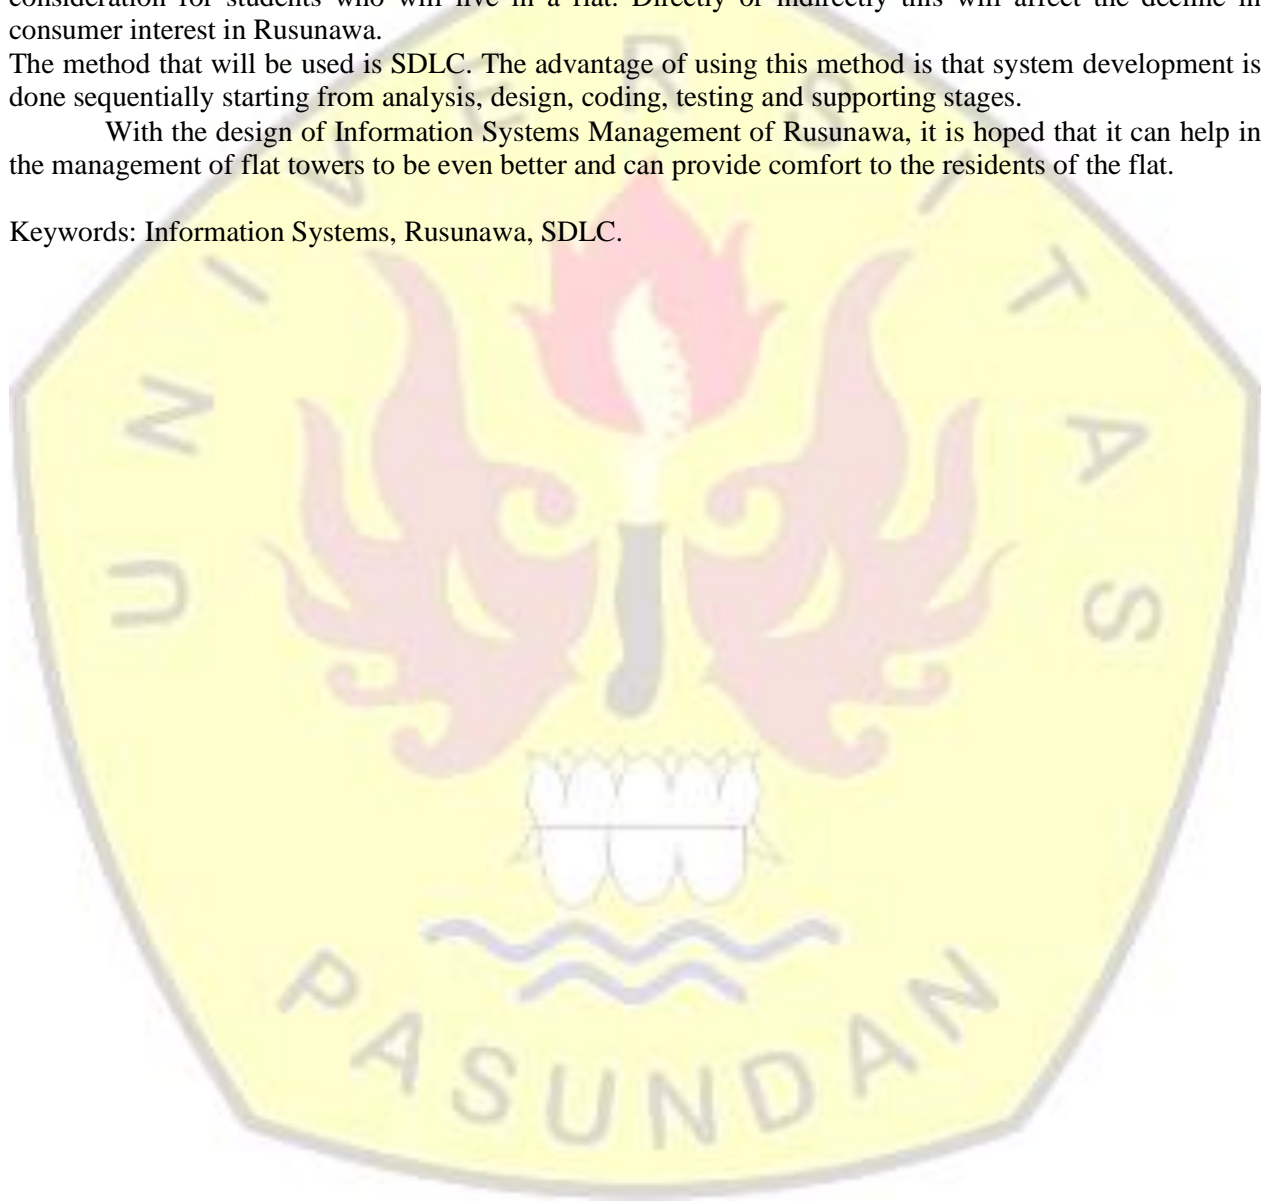 consideration for students who will live in a flat. Directly or indirectly this will affect the decline in
consumer interest in Rusunawa.
The method that will be used is SDLC. The advantage of using this method is that system development is
done sequentially starting from analysis, design, coding, testing and supporting stages.
With the design of Information Systems Management of Rusunawa, it is hoped that it can help in
the management of flat towers to be even better and can provide comfort to the residents of the flat.
Keywords: Information Systems, Rusunawa, SDLC.
UNIVERSITAS
PASUNDAN